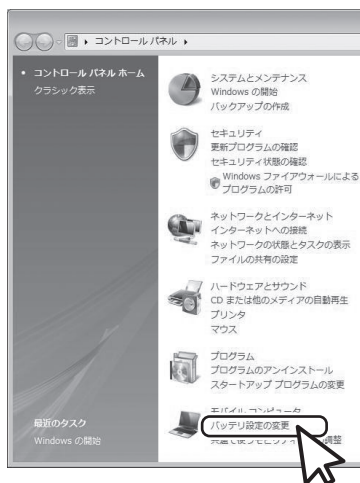 コントロール パネル
コントロール パネル ホーム
クラシック表示
システムとメンテナンス
Windows の開始
バックアップの作成
セキュリティ
更新プログラムの確認
セキュリティ状態の確認
Windows ファイアウォールによる
プログラムの許可
ネットワークとインターネット
インターネットへの接続
ネットワークの状態とタスクの表示
ファイルの共有の設定
ハードウェアとサウンド
CD または他のメディアの自動再生
プリンタ
マウス
プログラム
プログラムのアンインストール
スタートアップ プログラムの変更
モバイル コンピュータ
バッテリ設定の変更
調整
最近のタスク
Windows の開始